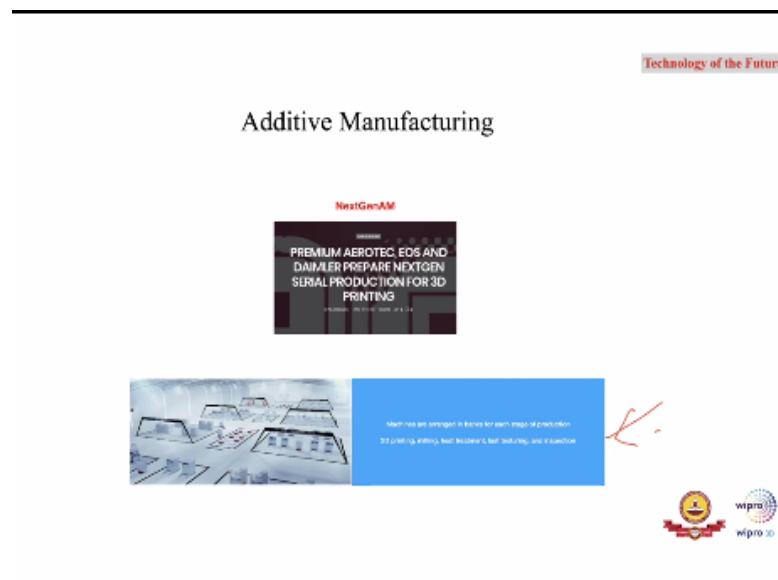 Technology of the Futur
Additive Manufacturing
NextGenAM
PREMIUM AEROTEC, EOS AND
DAIMLER PREPARE NEXTGEN
SERIAL PRODUCTION FOR 3D
PRINTING
Machines are arranged in banks for each stage of production
3D printing, milling, heat treatment, last texturing, and inspection
wipro
wipro 3D